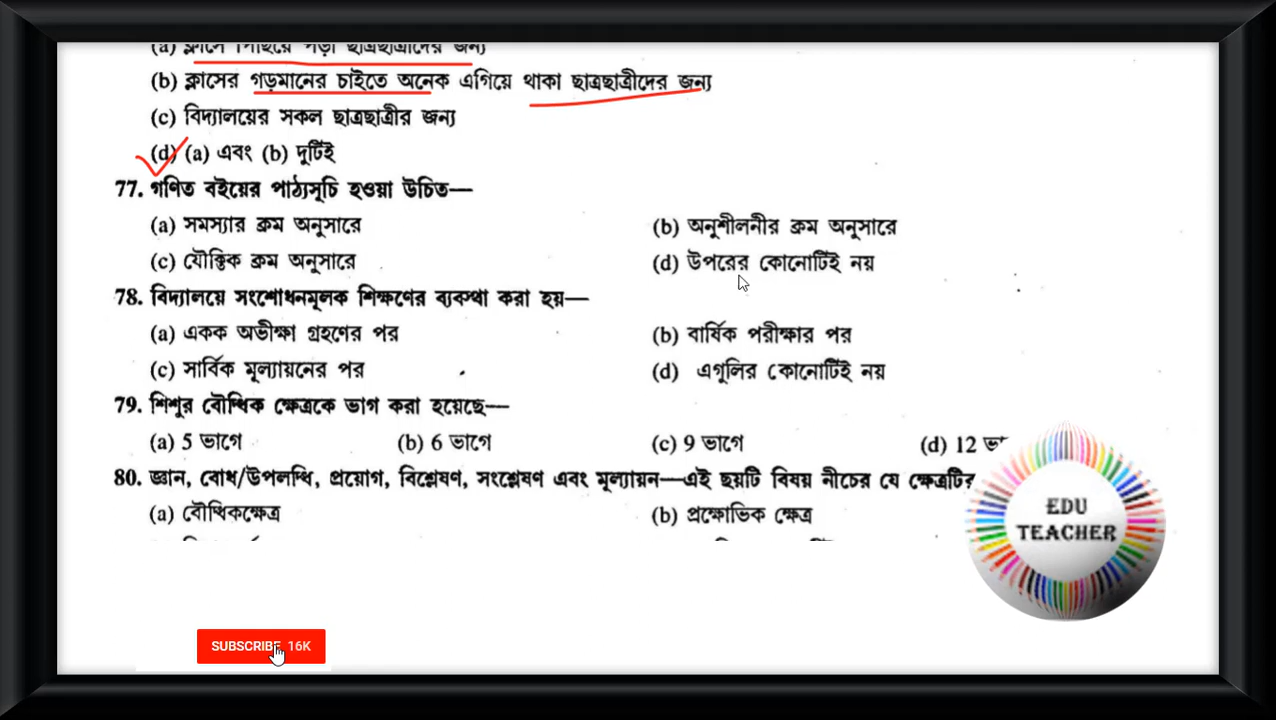 (a) ক্লাসে পিছিয়ে পড়া ছাত্রছাত্রীদের জন্য
(b) ক্লাসের গড়মানের চাইতে অনেক এগিয়ে থাকা ছাত্রছাত্রীদের জন্য
(c) বিদ্যালয়ের সকল ছাত্রছাত্রীর জন্য
(d) (a) এবং (b) দুটিই
77. গণিত বইয়ের পাঠ্যসূচি হওয়া উচিত—
(a) সমস্যার ক্রম অনুসারে (b) অনুশীলনীর ক্রম অনুসারে
(c) যৌক্তিক ক্রম অনুসারে (d) উপরের কোনোটিই নয়
78. বিদ্যালয়ে সংশোধনমূলক শিক্ষণের ব্যবস্থা করা হয়—
(a) একক অভীক্ষা গ্রহণের পর (b) বার্ষিক পরীক্ষার পর
(c) সার্বিক মূল্যায়নের পর (d) এগুলির কোনোটিই নয়
79. শিশুর বৌদ্ধিক ক্ষেত্রকে ভাগ করা হয়েছে—
(a) 5 ভাগে (b) 6 ভাগে (c) 9 ভাগে (d) 12
80. জ্ঞান, বোধ/উপলব্ধি, প্রয়োগ, বিশ্লেষণ, সংশ্লেষণ এবং মূল্যায়ন—এই ছয়টি বিষয় নীচের যে ক্ষেত্রটির
(a) বৌদ্ধিকক্ষেত্র (b) প্রক্ষোভিক ক্ষেত্র
EDU
TEACHER
SUBSCRIBE 16K